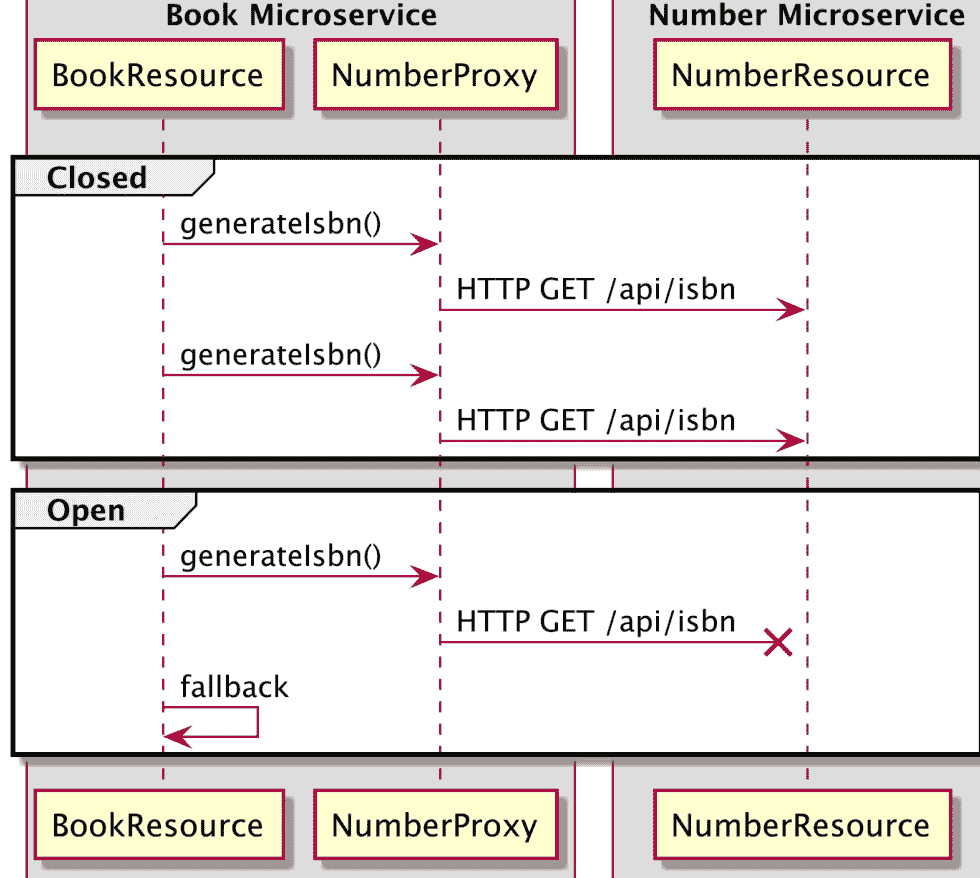 Book Microservice
Number Microservice
BookResource
NumberProxy
NumberResource
Closed
generateIsbn()
HTTP GET /api/isbn
generateIsbn()
HTTP GET /api/isbn
Open
generateIsbn()
HTTP GET /api/isbn
fallback
BookResource
NumberProxy
NumberResource